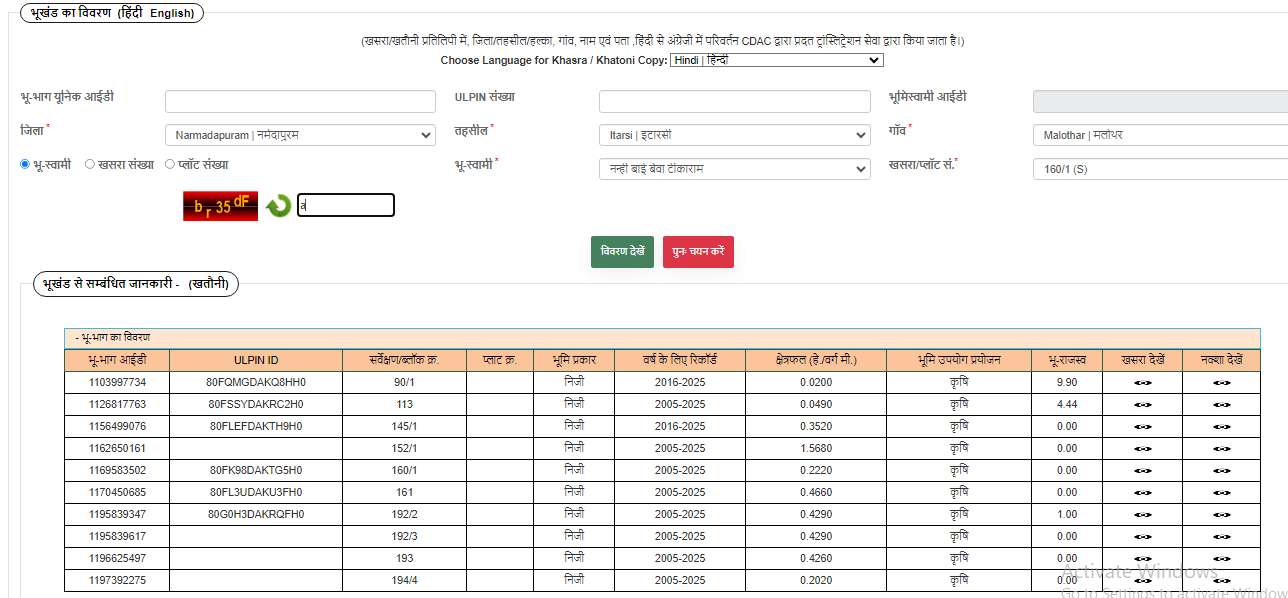 भूखंड का विवरण (हिंदी English)
(खसरा/खतौनी प्रतिलिपी में, जिला/तहसील/हल्का, गांव, नाम एवं पता ,हिंदी से अंग्रेजी में परिवर्तन CDAC द्वारा प्रदत ट्रांस्लिट्रेशन सेवा द्वारा किया जाता है।)
Choose Language for Khasra / Khatoni Copy: Hindi | हिन्दी
भू-भाग यूनिक आईडी ULPIN संख्या भूमिस्वामी आईडी
जिला * Narmadapuram | नर्मदापुरम तहसील * Itarsi | इटारसी गाँव * Malothar | मलोथर
भू-स्वामी खसरा संख्या प्लॉट संख्या भू-स्वामी * नन्ही बाई बेवा टीकाराम खसरा/प्लॉट सं.* 160/1 (S)
b r 35 dF a
विवरण देखें पुनः चयन करें
भूखंड से सम्बंधित जानकारी - (खतौनी)
- भू-भाग का विवरण
भू-भाग आईडी ULPIN ID सर्वेक्षण/ब्लॉक क्र. प्लाट क्र. भूमि प्रकार वर्ष के लिए रिकॉर्ड क्षेत्रफल (हे./वर्ग मी.) भूमि उपयोग प्रयोजन भू-राजस्व खसरा देखें नक्शा देखें
1103997734 80FQMGDAKQ8HH0 90/1 निजी 2016-2025 0.0200 कृषि 9.90
1126817763 80FSSYDAKRC2H0 113 निजी 2005-2025 0.0490 कृषि 4.44
1156499076 80FLEFDAKTH9H0 145/1 निजी 2016-2025 0.3520 कृषि 0.00
1162650161 152/1 निजी 2005-2025 1.5680 कृषि 0.00
1169583502 80FK98DAKTG5H0 160/1 निजी 2005-2025 0.2220 कृषि 0.00
1170450685 80FL3UDAKU3FH0 161 निजी 2005-2025 0.4660 कृषि 0.00
1195839347 80G0H3DAKRQFH0 192/2 निजी 2005-2025 0.4290 कृषि 1.00
1195839617 192/3 निजी 2005-2025 0.4290 कृषि 0.00
1196625497 193 निजी 2005-2025 0.4260 कृषि 0.00
1197392275 194/4 निजी 2005-2025 0.2020 कृषि 0.00
Activate Windows
Go to Settings to activate Window